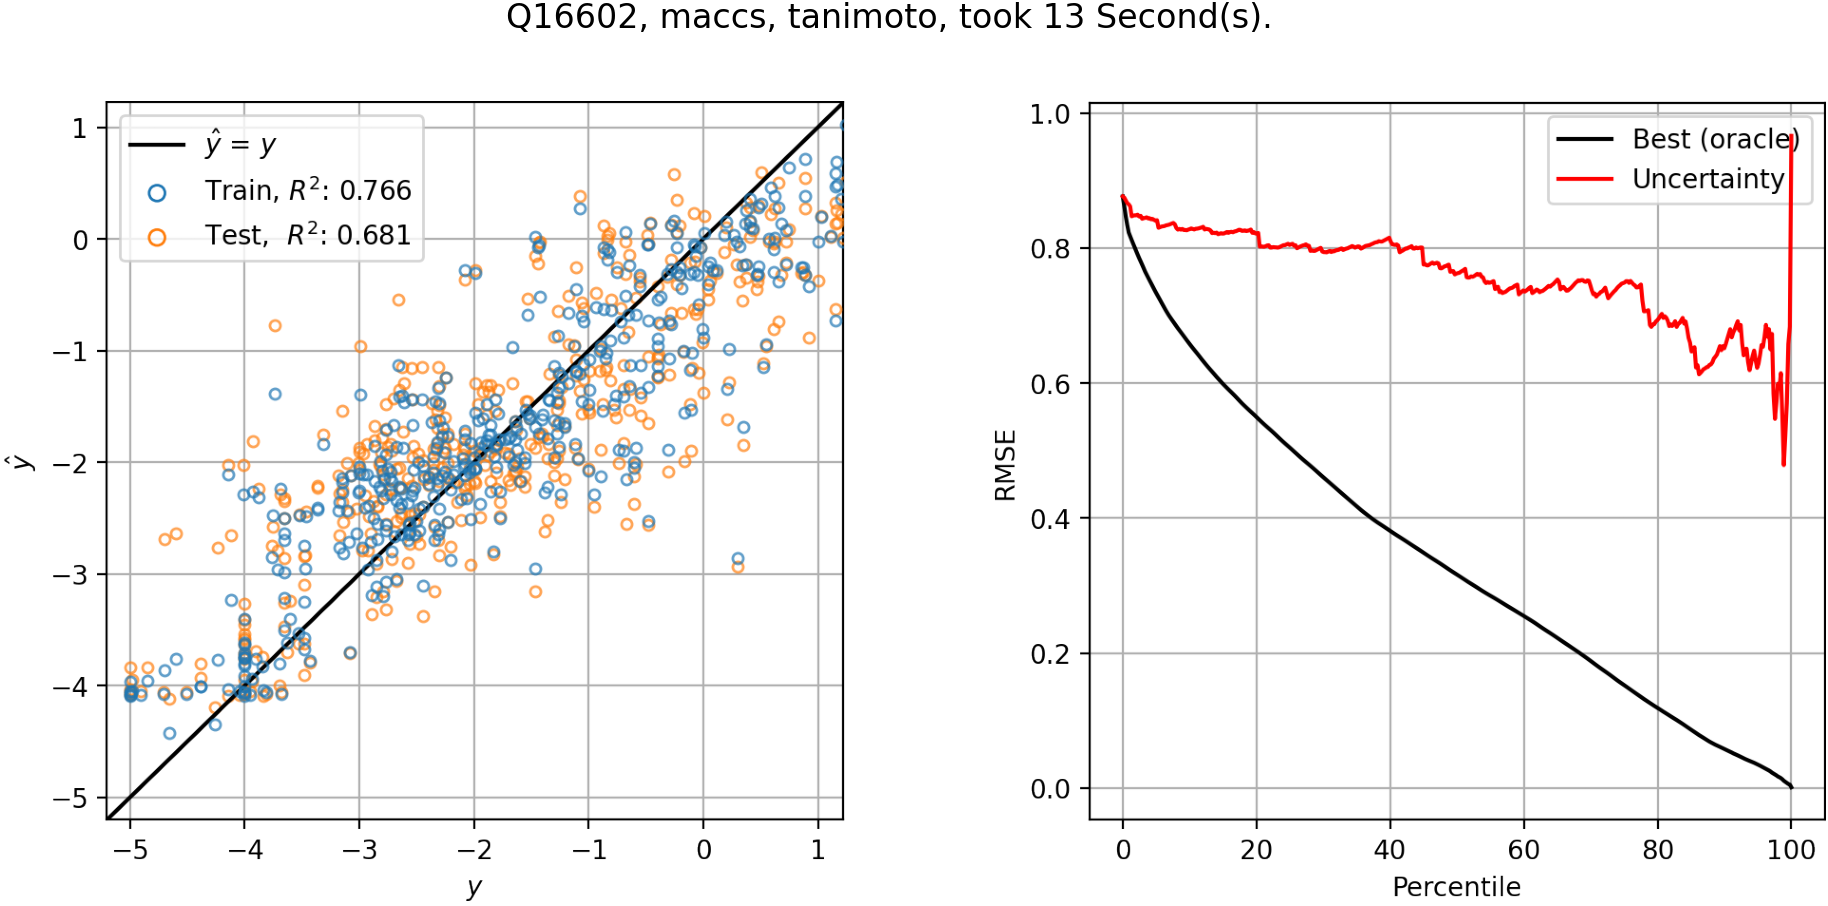 Q16602, maccs, tanimoto, took 13 Second(s).
ŷ = y
Train, R²: 0.766
Test, R²: 0.681
1
0
−1
−2
−3
−4
−5
ŷ
−5 −4 −3 −2 −1 0 1
y
Best (oracle)
Uncertainty
1.0
0.8
0.6
0.4
0.2
0.0
RMSE
0 20 40 60 80 100
Percentile